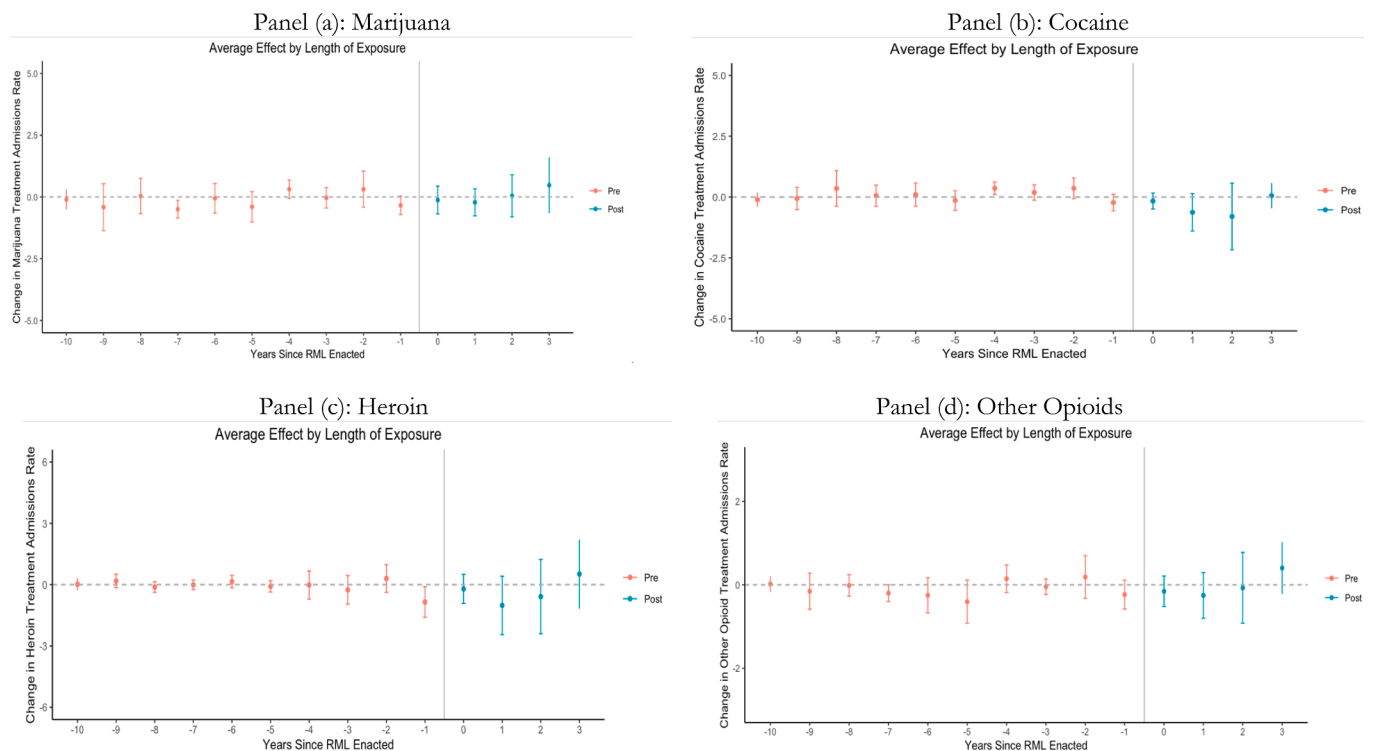 Panel (a): Marijuana
Average Effect by Length of Exposure
Change in Marijuana Treatment Admissions Rate
5.0
2.5
0.0
-2.5
-5.0
-10 -9 -8 -7 -6 -5 -4 -3 -2 -1 0 1 2 3
Years Since RML Enacted
Pre
Post
Panel (b): Cocaine
Average Effect by Length of Exposure
Change in Cocaine Treatment Admissions Rate
5.0
2.5
0.0
-2.5
-5.0
-10 -9 -8 -7 -6 -5 -4 -3 -2 -1 0 1 2 3
Years Since RML Enacted
Pre
Post
Panel (c): Heroin
Average Effect by Length of Exposure
Change in Heroin Treatment Admissions Rate
6
3
0
-3
-6
-10 -9 -8 -7 -6 -5 -4 -3 -2 -1 0 1 2 3
Years Since RML Enacted
Pre
Post
Panel (d): Other Opioids
Average Effect by Length of Exposure
Change in Other Opioid Treatment Admissions Rate
2
0
-2
-10 -9 -8 -7 -6 -5 -4 -3 -2 -1 0 1 2 3
Years Since RML Enacted
Pre
Post